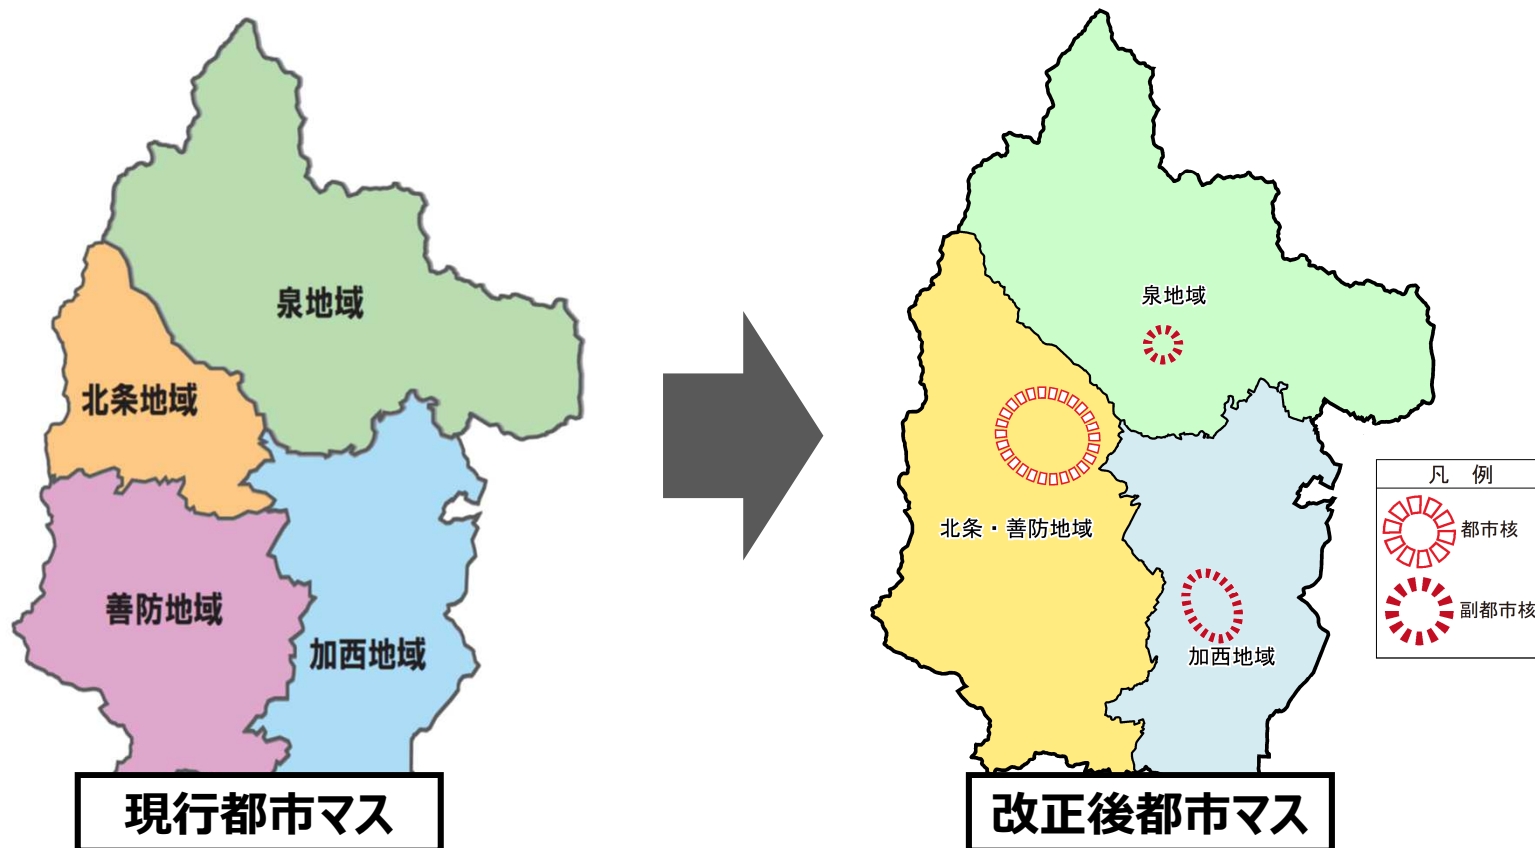 泉地域
北条地域
善防地域
加西地域
現行都市マス
泉地域
北条・善防地域
加西地域
凡 例
都市核
副都市核
改正後都市マス